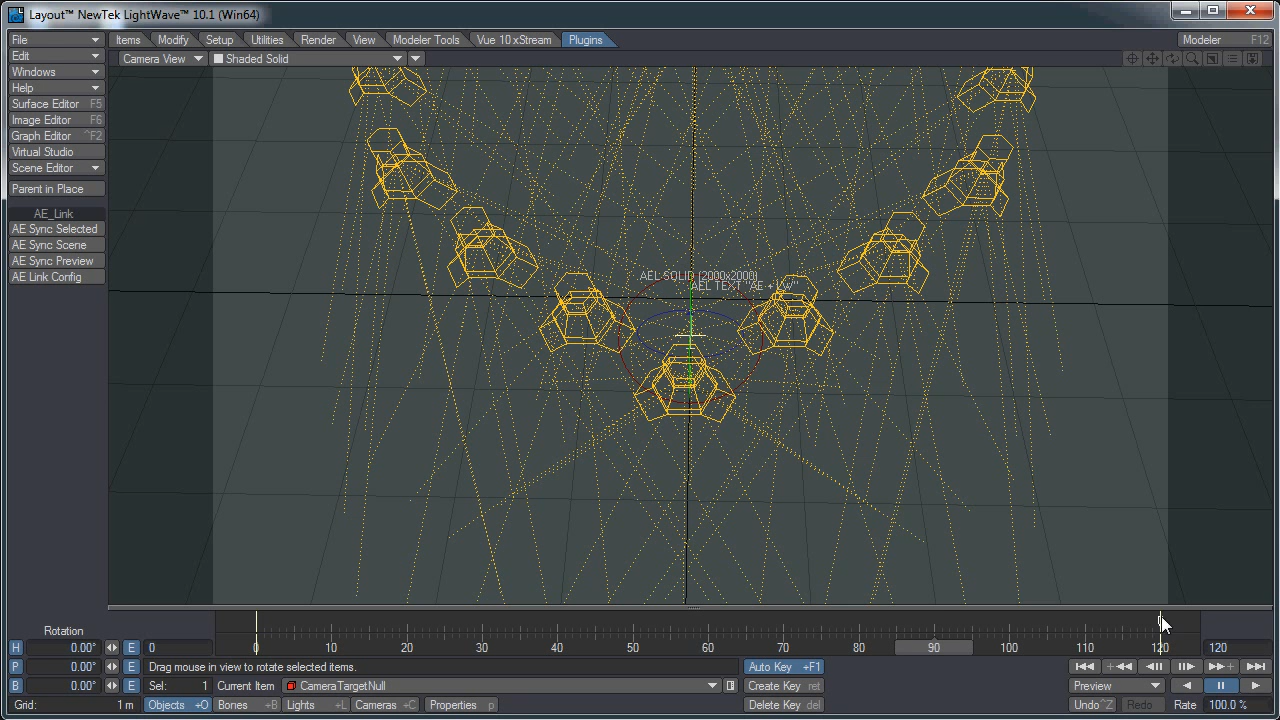 Layout™ NewTek LightWave™ 10.1 (Win64)
File Items Modify Setup Utilities Render View Modeler Tools Vue 10 xStream Plugins Modeler F12
Edit Camera View Shaded Solid
Windows
Help
Surface Editor F5
Image Editor F6
Graph Editor ^F2
Virtual Studio
Scene Editor
Parent in Place
AE_Link
AE Sync Selected
AE Sync Scene
AE Sync Preview
AE Link Config
AEL SOLID (2000x2000)
AEL TEXT "AE + LW"
Rotation
H 0.00° E 0 0 10 20 30 40 50 60 70 80 90 100 110 120 120
P 0.00° E Drag mouse in view to rotate selected items. Auto Key +F1
B 0.00° E Sel: 1 Current Item CameraTargetNull Create Key ret Preview
Grid: 1 m Objects +O Bones +B Lights +L Cameras +C Properties p Delete Key del Undo^Z Redo Rate 100.0 %